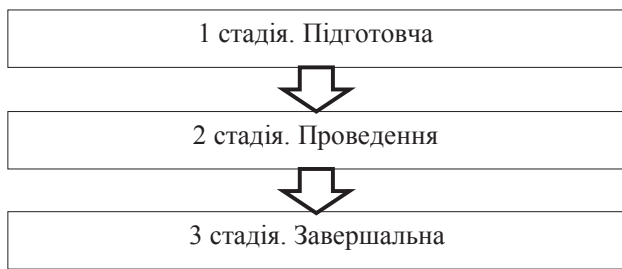 1 стадія. Підготовча
2 стадія. Проведення
3 стадія. Завершальна